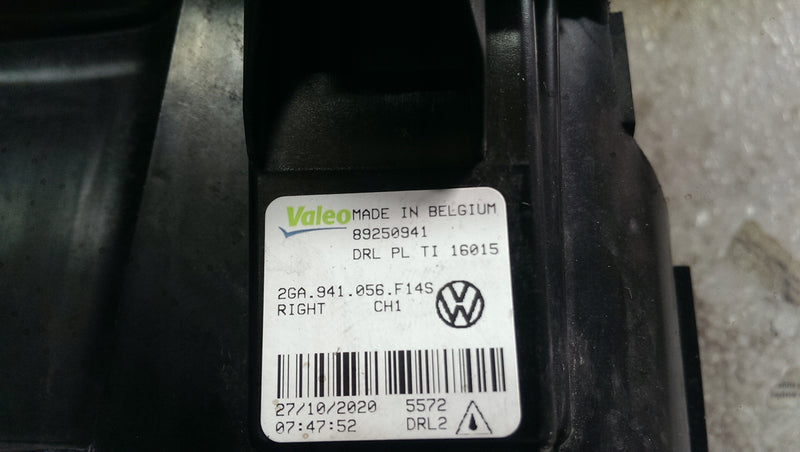 Valeo MADE IN BELGIUM
89250941
DRL PL TI 16015
2GA.941.056.F14S
RIGHT CH1
27/10/2020 5572
07:47:52 DRL2